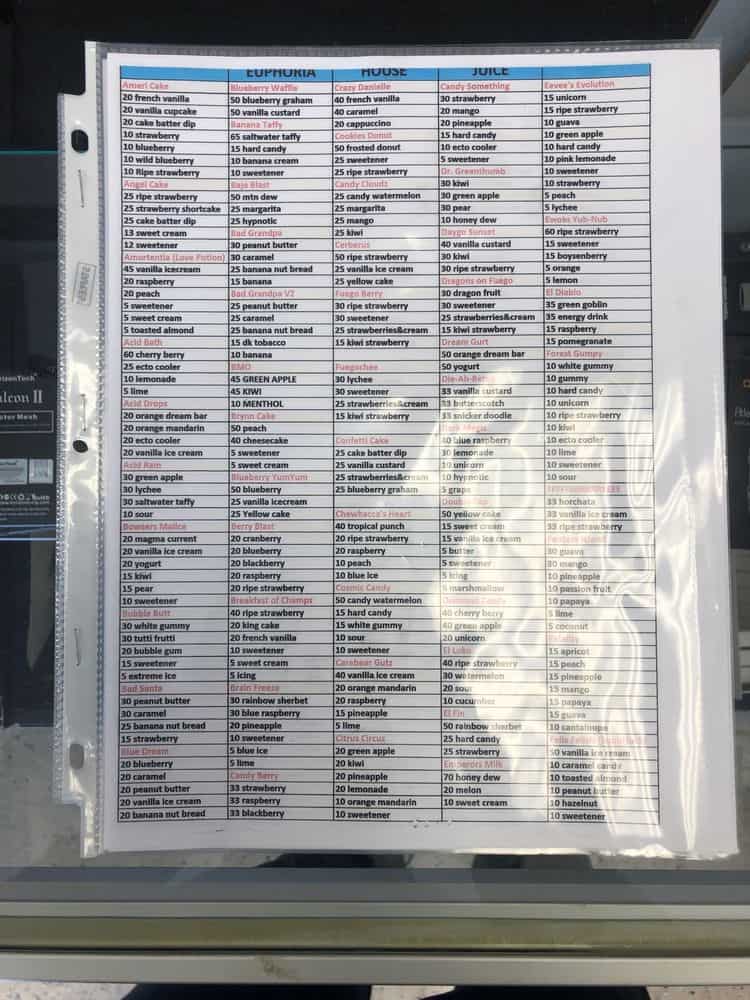 EUPHORIA HOUSE JUICE
Ameri Cake
20 french vanilla
20 vanilla cupcake
20 cake batter dip
10 strawberry
10 blueberry
10 wild blueberry
10 Ripe strawberry
Angel Cake
25 ripe strawberry
25 strawberry shortcake
25 cake batter dip
13 sweet cream
12 sweetener
Amortentia (Love Potion)
45 vanilla icecream
20 raspberry
20 peach
5 sweetener
5 sweet cream
5 toasted almond
Acid Bath
60 cherry berry
25 ecto cooler
10 lemonade
5 lime
Acid Drops
20 orange dream bar
20 orange mandarin
20 ecto cooler
20 vanilla ice cream
Acid Rain
30 green apple
30 lychee
30 saltwater taffy
10 sour
Bowsers Malice
20 magma current
20 vanilla ice cream
20 yogurt
15 kiwi
15 pear
10 sweetener
Bubble Butt
30 white gummy
30 tutti frutti
20 bubble gum
15 sweetener
5 extreme ice
Bad Santa
30 peanut butter
30 caramel
25 banana nut bread
15 strawberry
Blue Dream
20 blueberry
20 caramel
20 peanut butter
20 vanilla ice cream
20 banana nut bread
Blueberry Waffle
50 blueberry graham
50 vanilla custard
Banana Taffy
65 saltwater taffy
15 hard candy
10 banana cream
10 sweetener
Baja Blast
50 mtn dew
25 margarita
25 hypnotic
Bad Grandpa
30 peanut butter
30 caramel
25 banana nut bread
15 banana
Bad Grandpa V2
25 peanut butter
25 caramel
25 banana nut bread
15 dk tobacco
10 banana
BMO
45 GREEN APPLE
45 KIWI
10 MENTHOL
Brynn Cake
50 peach
40 cheesecake
5 sweetener
5 sweet cream
Blueberry YumYum
50 blueberry
25 vanilla icecream
25 Yellow cake
Berry Blast
20 cranberry
20 blueberry
20 blackberry
20 raspberry
20 ripe strawberry
Breakfast of Champs
40 ripe strawberry
20 king cake
20 french vanilla
10 sweetener
5 sweet cream
5 icing
Brain Freeze
30 rainbow sherbet
30 blue raspberry
20 pineapple
10 sweetener
5 blue ice
5 lime
Candy Berry
33 strawberry
33 raspberry
33 blackberry
Crazy Danielle
40 french vanilla
40 caramel
20 cappuccino
Cookies Donut
50 frosted donut
25 sweetener
25 ripe strawberry
Candy Cloudz
25 candy watermelon
25 margarita
25 mango
25 kiwi
Cerberus
50 ripe strawberry
25 vanilla ice cream
25 yellow cake
Fuego Berry
30 ripe strawberry
30 sweetener
25 strawberries&cream
15 kiwi strawberry
Fuegochee
30 lychee
30 sweetener
25 strawberries&cream
15 kiwi strawberry
Confetti Cake
25 cake batter dip
25 vanilla custard
25 strawberries&cream
25 blueberry graham
Chewbacca's Heart
40 tropical punch
20 ripe strawberry
20 raspberry
10 peach
10 blue ice
Cosmic Candy
50 candy watermelon
15 hard candy
15 white gummy
10 sour
10 sweetener
Carebear Gutz
40 vanilla ice cream
20 orange mandarin
20 raspberry
15 pineapple
5 lime
Citrus Circus
20 green apple
20 kiwi
20 pineapple
20 lemonade
10 orange mandarin
10 sweetener
Candy Something
30 strawberry
20 mango
20 pineapple
15 hard candy
10 ecto cooler
5 sweetener
Dr. Greenthumb
30 kiwi
30 green apple
30 pear
10 honey dew
Daygo Sunset
40 vanilla custard
30 kiwi
30 ripe strawberry
Dragons on Fuego
30 dragon fruit
30 sweetener
25 strawberries&cream
15 kiwi strawberry
Dream Gurt
50 orange dream bar
50 yogurt
33 vanilla custard
33 butterscotch
33 snicker doodle
Dark Magic
40 blue raspberry
30 lemonade
10 unicorn
10 hypnotic
5 grape
50 yellow cake
15 sweet cream
15 vanilla ice cream
5 butter
5 sweetener
5 icing
5 marshmallow
40 cherry berry
40 green apple
20 unicorn
El Loko
40 ripe strawberry
30 watermelon
20 sour
10 cucumber
El Fin
50 rainbow sherbet
25 hard candy
25 strawberry
Emperors Milk
70 honey dew
20 melon
10 sweet cream
Eevee's Evolution
15 unicorn
15 ripe strawberry
10 guava
10 green apple
10 hard candy
10 pink lemonade
10 sweetener
10 strawberry
5 peach
5 lychee
Ewoks Yub-Nub
60 ripe strawberry
15 sweetener
15 boysenberry
5 orange
5 lemon
El Diablo
35 green goblin
35 energy drink
15 raspberry
15 pomegranate
Forest Gumpy
10 white gummy
10 gummy
10 hard candy
10 unicorn
10 ripe strawberry
10 kiwi
10 ecto cooler
10 lime
10 sweetener
10 sour
33 horchata
33 vanilla ice cream
33 ripe strawberry
30 guava
30 mango
10 pineapple
10 passion fruit
10 papaya
5 lime
5 coconut
Fatality
15 apricot
15 peach
15 pineapple
15 mango
15 papaya
15 guava
10 cantaloupe
50 vanilla ice cream
10 caramel candy
10 toasted almond
10 peanut butter
10 hazelnut
10 sweetener